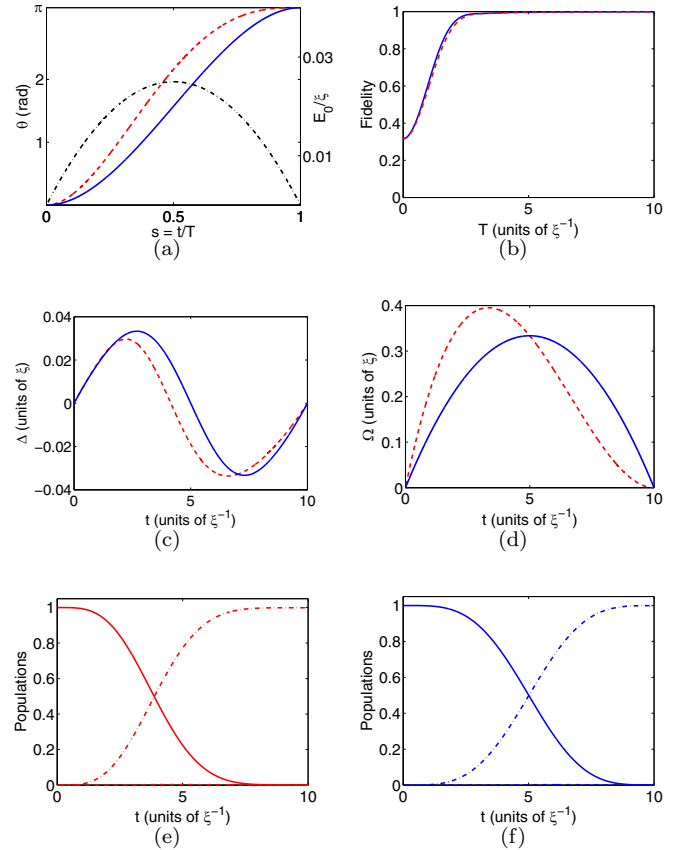 π
2
1
θ (rad)
0.03
0.01
E₀/ξ
0 0.5 1
s = t/T
(a)
1
0.8
0.6
0.4
0.2
0
Fidelity
0 5 10
T (units of ξ⁻¹)
(b)
0.04
0.02
0
−0.02
−0.04
Δ (units of ξ)
0 5 10
t (units of ξ⁻¹)
(c)
0.4
0.3
0.2
0.1
0
Ω (units of ξ)
0 5 10
t (units of ξ⁻¹)
(d)
1
0.8
0.6
0.4
0.2
0
Populations
0 5 10
t (units of ξ⁻¹)
(e)
1
0.8
0.6
0.4
0.2
0
Populations
0 5 10
t (units of ξ⁻¹)
(f)